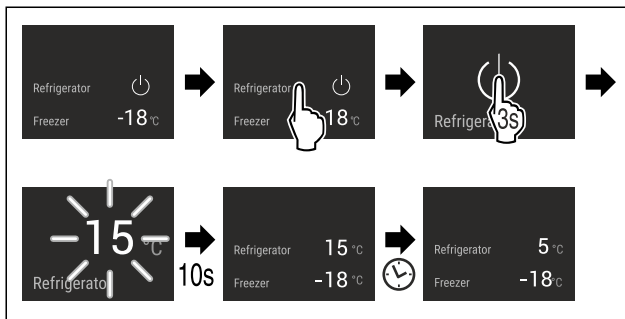 Refrigerator
Freezer -18 °C
Refrigerator
Freezer 18 °C
Refrigera
3s
15 °C
Refrigerato
10s
Refrigerator 15 °C
Freezer -18 °C
Refrigerator 5 °C
Freezer -18 °C